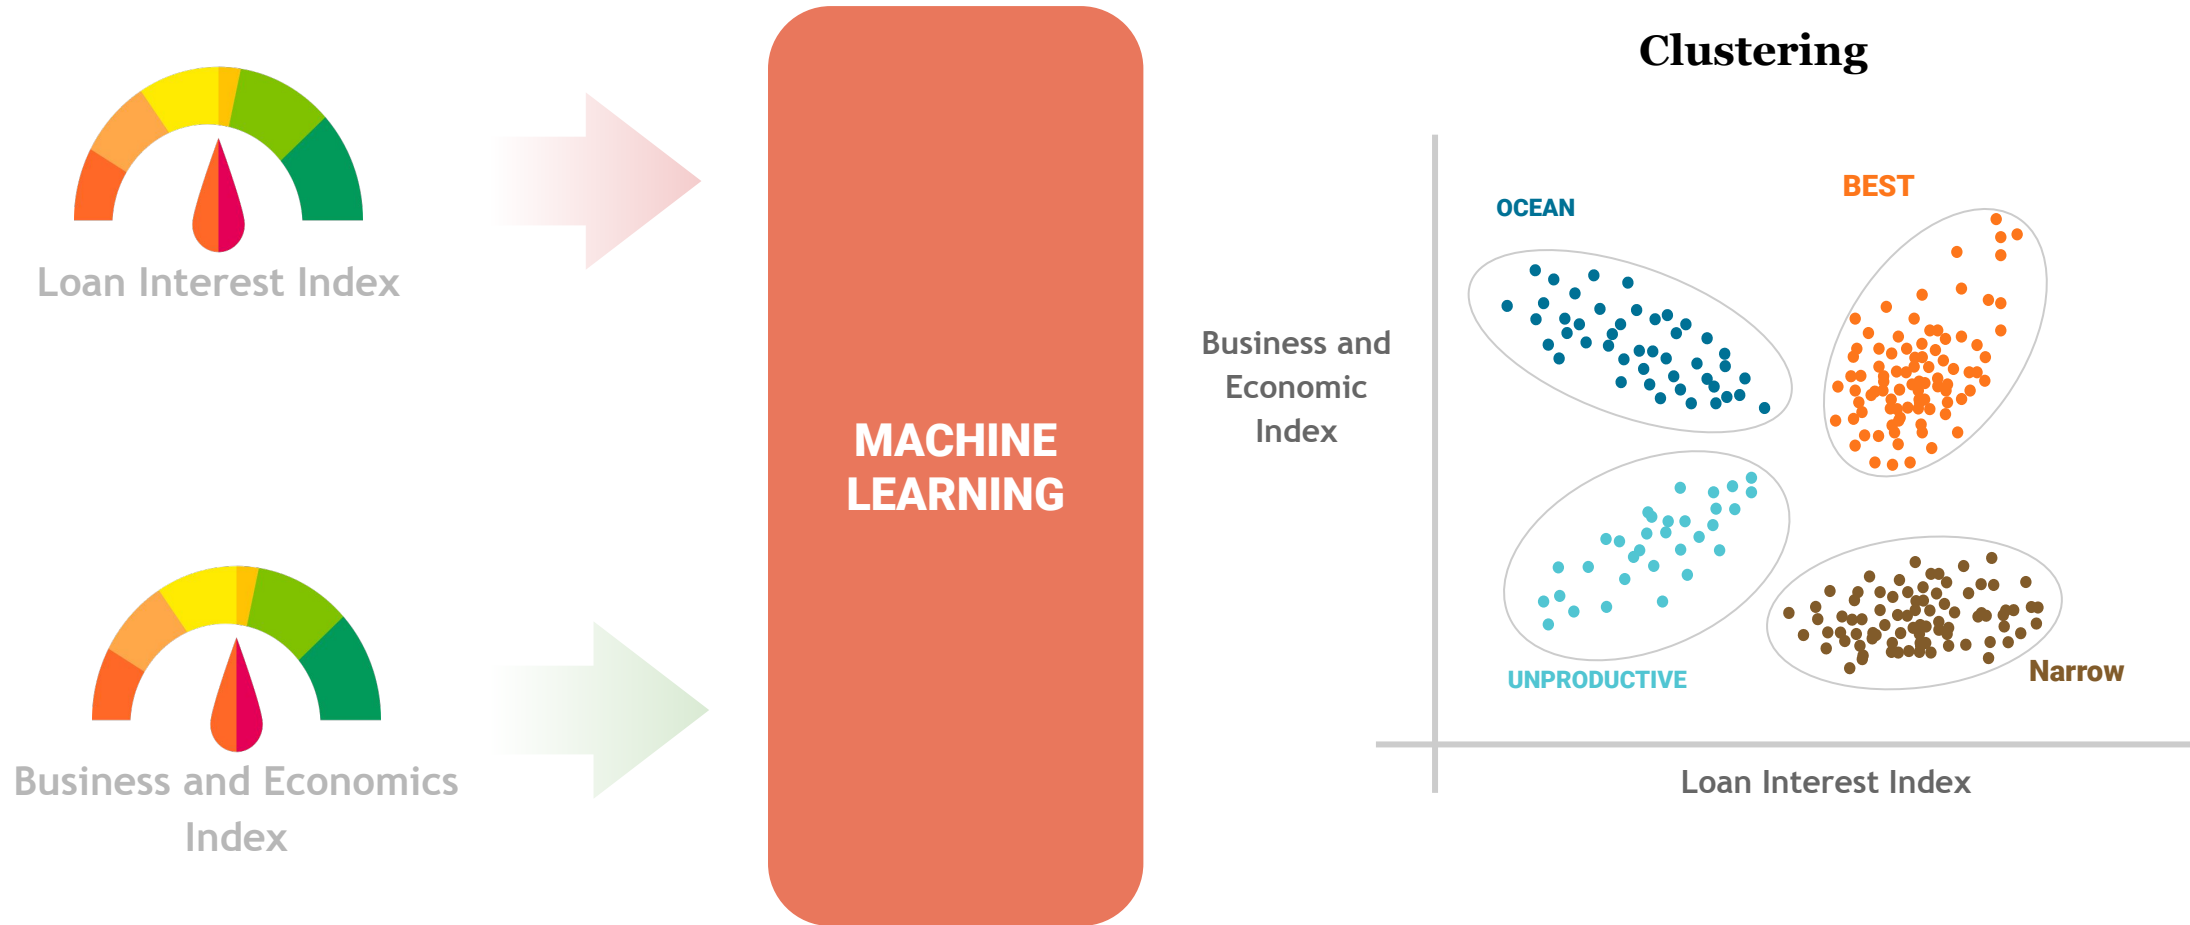 Loan Interest Index
Business and Economics
Index
MACHINE
LEARNING
Clustering
OCEAN
BEST
Business and
Economic
Index
UNPRODUCTIVE
Narrow
Loan Interest Index